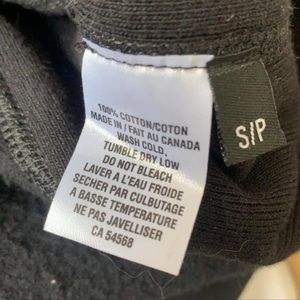 100% COTTON/COTON
MADE IN / FAIT AU CANADA
WASH COLD,
TUMBLE DRY LOW
DO NOT BLEACH
LAVER A L'EAU FROIDE
SECHER PAR CULBUTAGE
A BASSE TEMPERATURE
NE PAS JAVELLISER
CA 54568
S/P